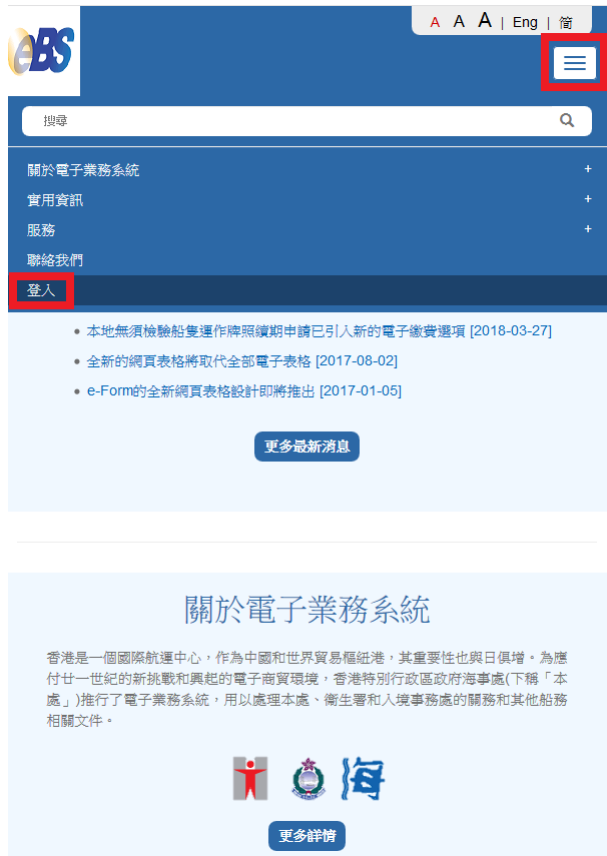 A A A | Eng | 简
eBS
搜尋
關於電子業務系統 +
實用資訊 +
服務 +
聯絡我們
登入
• 本地無須檢驗船隻運作牌照續期申請已引入新的電子繳費選項 [2018-03-27]
• 全新的網頁表格將取代全部電子表格 [2017-08-02]
• e-Form的全新網頁表格設計即將推出 [2017-01-05]
更多最新消息
關於電子業務系統
香港是一個國際航運中心，作為中國和世界貿易樞紐港，其重要性也與日俱增。為應
付廿一世紀的新挑戰和興起的電子商貿環境，香港特別行政區政府海事處(下稱「本
處」)推行了電子業務系統，用以處理本處、衞生署和入境事務處的關務和其他船務
相關文件。
海
更多詳情